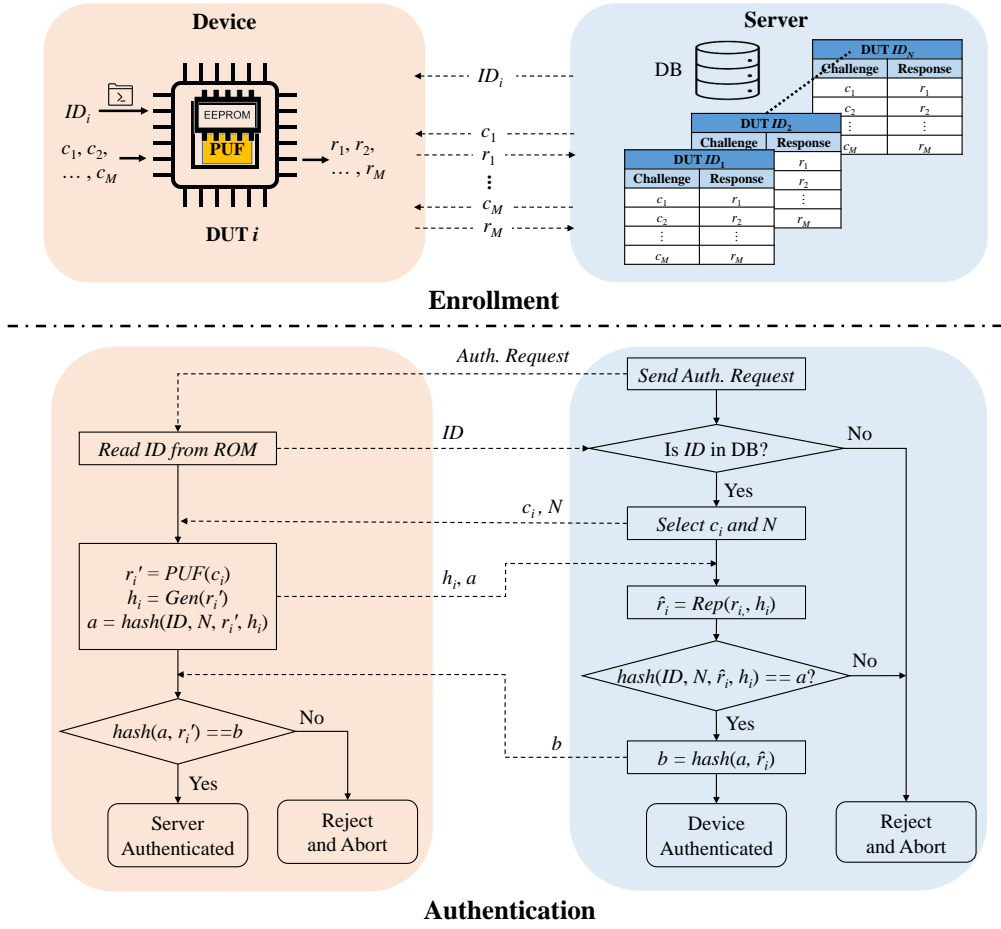 Device
Server
ID_i
EEPROM
PUF
c_1, c_2,
… , c_M
r_1, r_2,
… , r_M
DUT i
ID_i
c_1
r_1
⋮
c_M
r_M
DB
DUT ID_N
Challenge Response
c_1 r_1
c_2 r_2
⋮ ⋮
c_M r_M
DUT ID_2
Challenge Response
r_1
r_2
⋮
r_M
DUT ID_1
Challenge Response
c_1 r_1
c_2 r_2
⋮ ⋮
c_M r_M
Enrollment
Auth. Request
Send Auth. Request
Read ID from ROM
ID
Is ID in DB?
No
Yes
c_i, N
Select c_i and N
r_i' = PUF(c_i)
h_i = Gen(r_i')
a = hash(ID, N, r_i', h_i)
h_i, a
r̂_i = Rep(r_i,, h_i)
hash(ID, N, r̂_i, h_i) == a?
No
Yes
hash(a, r_i') ==b
No
Yes
b
b = hash(a, r̂_i)
Server
Authenticated
Reject
and Abort
Device
Authenticated
Reject
and Abort
Authentication